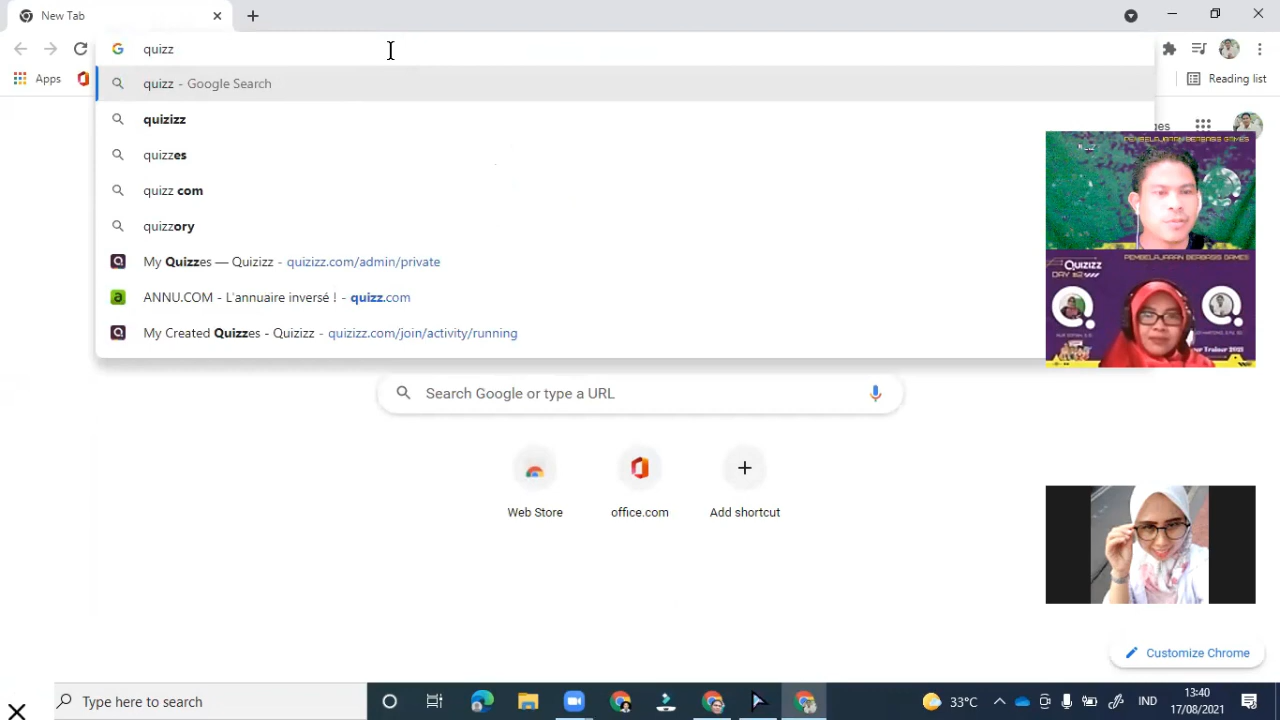 New Tab
quizz
quizz - Google Search
Apps
Reading list
quizizz
quizzes
quizz com
quizzory
My Quizzes — Quizizz - quizizz.com/admin/private
ANNU.COM - L'annuaire inversé ! - quizz.com
My Created Quizzes - Quizizz - quizizz.com/join/activity/running
PEMBELAJARAN BERBASIS GAMES
PEMBELAJARAN BERBASIS GAMES
QUIZIZZ
DAY #2
Search Google or type a URL
Web Store
office.com
Add shortcut
Customize Chrome
Type here to search
33°C
IND
13:40
17/08/2021